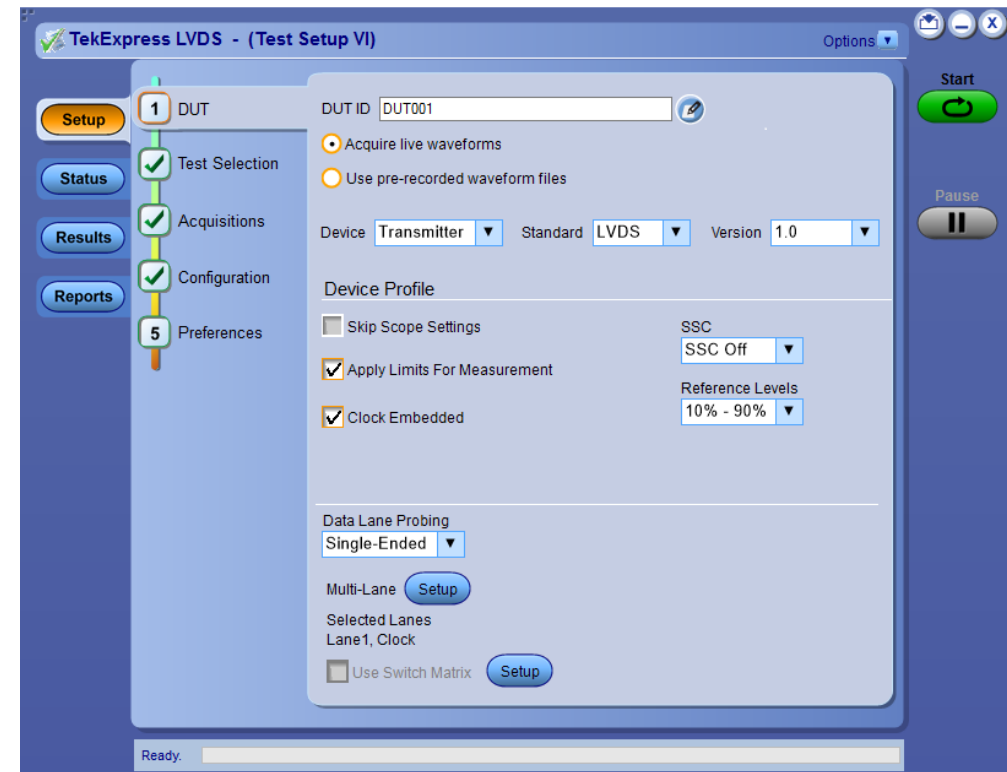 TekExpress LVDS - (Test Setup VI)
Options
X
Start
Pause
Setup
Status
Results
Reports
1 DUT
Test Selection
Acquisitions
Configuration
5 Preferences
DUT ID DUT001
Acquire live waveforms
Use pre-recorded waveform files
Device Transmitter Standard LVDS Version 1.0
Device Profile
Skip Scope Settings
Apply Limits For Measurement
Clock Embedded
SSC
SSC Off
Reference Levels
10% - 90%
Data Lane Probing
Single-Ended
Multi-Lane Setup
Selected Lanes
Lane1, Clock
Use Switch Matrix Setup
Ready.